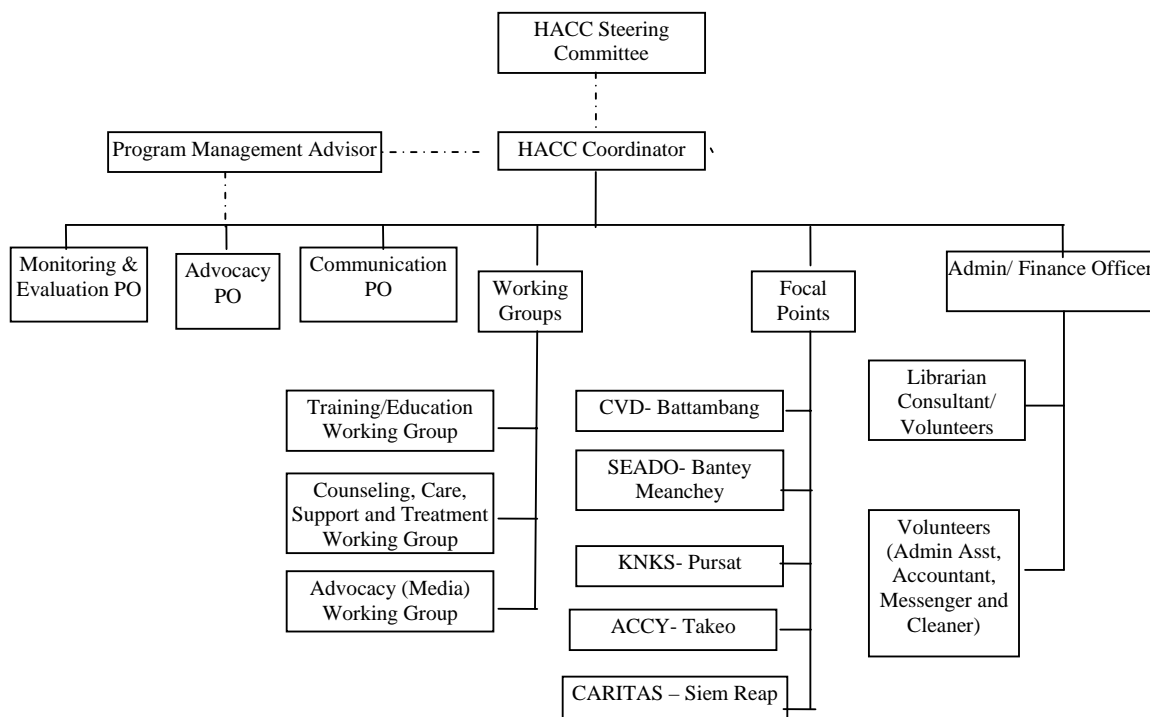 HACC Steering
Committee
Program Management Advisor
HACC Coordinator
Monitoring &
Evaluation PO
Advocacy
PO
Communication
PO
Working
Groups
Focal
Points
Admin/ Finance Officer
Training/Education
Working Group
Counseling, Care,
Support and Treatment
Working Group
Advocacy (Media)
Working Group
CVD- Battambang
SEADO- Bantey
Meanchey
KNKS- Pursat
ACCY- Takeo
CARITAS – Siem Reap
Librarian
Consultant/
Volunteers
Volunteers
(Admin Asst,
Accountant,
Messenger and
Cleaner)